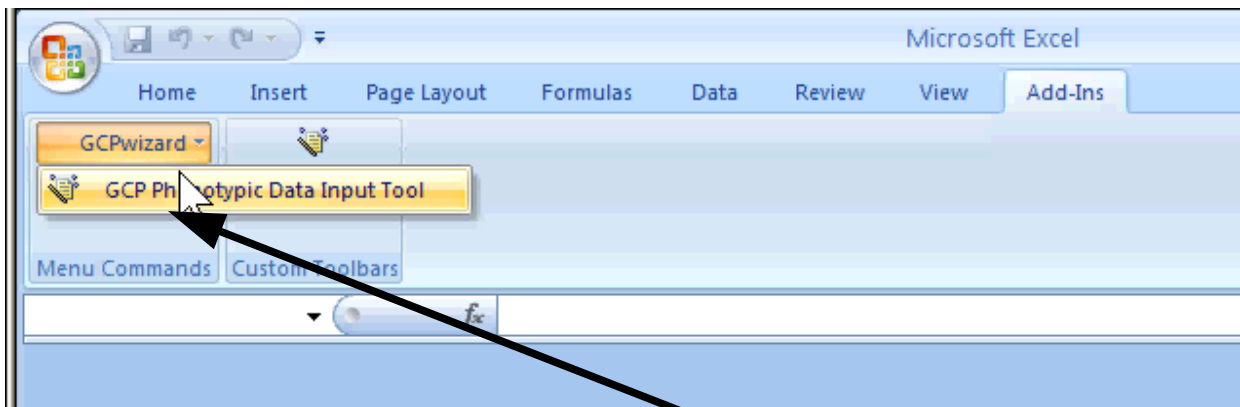 Microsoft Excel
Home Insert Page Layout Formulas Data Review View Add-Ins
GCPwizard
GCP Phenotypic Data Input Tool
Menu Commands Custom Toolbars
fx